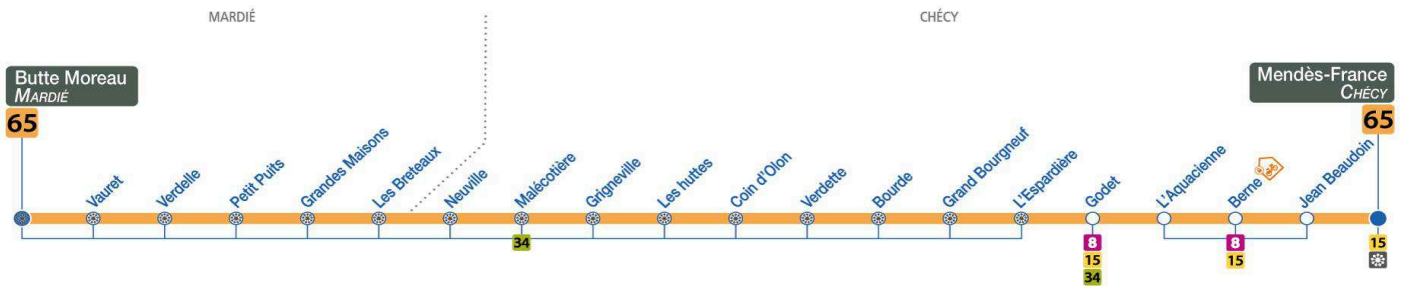 MARDIÉ
CHÉCY
Butte Moreau
MARDIÉ
65
Mendès-France
CHÉCY
65
Vauret
Verdelle
Petit Puits
Grandes Maisons
Les Breteaux
Neuville
Malécotière
Grigneville
Les huttes
Coin d'Olon
Verdette
Bourde
Grand Bourgneuf
L'Espardière
Godet
L'Aquacienne
Berne
Jean Beaudoin
34
8
15
34
8
15
15